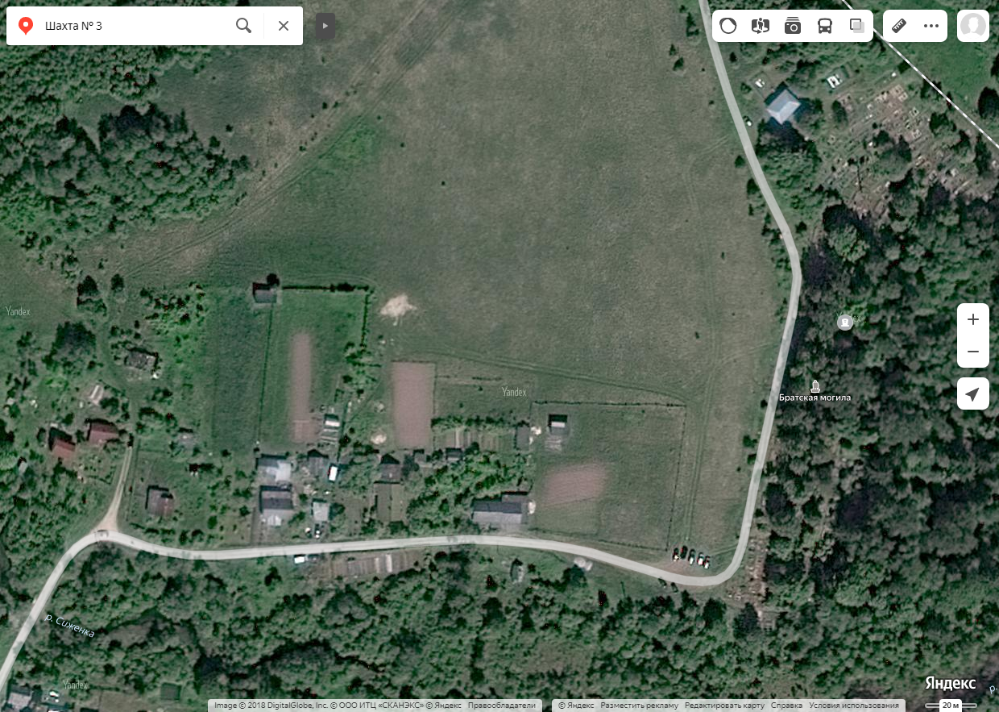 Шахта № 3
Yandex
Yandex
Yandex
Братская могила
р. Сиженка
Yandex
Яндекс
р.
Image © 2018 DigitalGlobe, Inc. © ООО ИТЦ «СКАНЭКС» © Яндекс Правообладатели
© Яндекс Разместить рекламу Редактировать карту Справка Условия использования
20 м